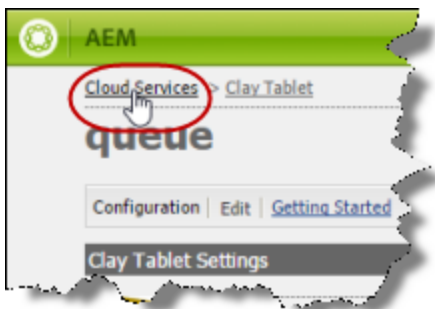 AEM
Cloud Services > Clay Tablet
queue
Configuration | Edit | Getting Started
Clay Tablet Settings